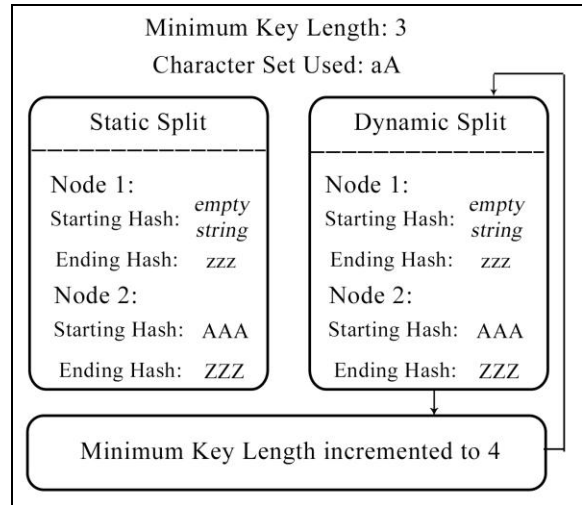 Minimum Key Length: 3
Character Set Used: aA
Static Split
Node 1:
Starting Hash: empty string
Ending Hash: zzz
Node 2:
Starting Hash: AAA
Ending Hash: ZZZ
Dynamic Split
Node 1:
Starting Hash: empty string
Ending Hash: zzz
Node 2:
Starting Hash: AAA
Ending Hash: ZZZ
Minimum Key Length incremented to 4